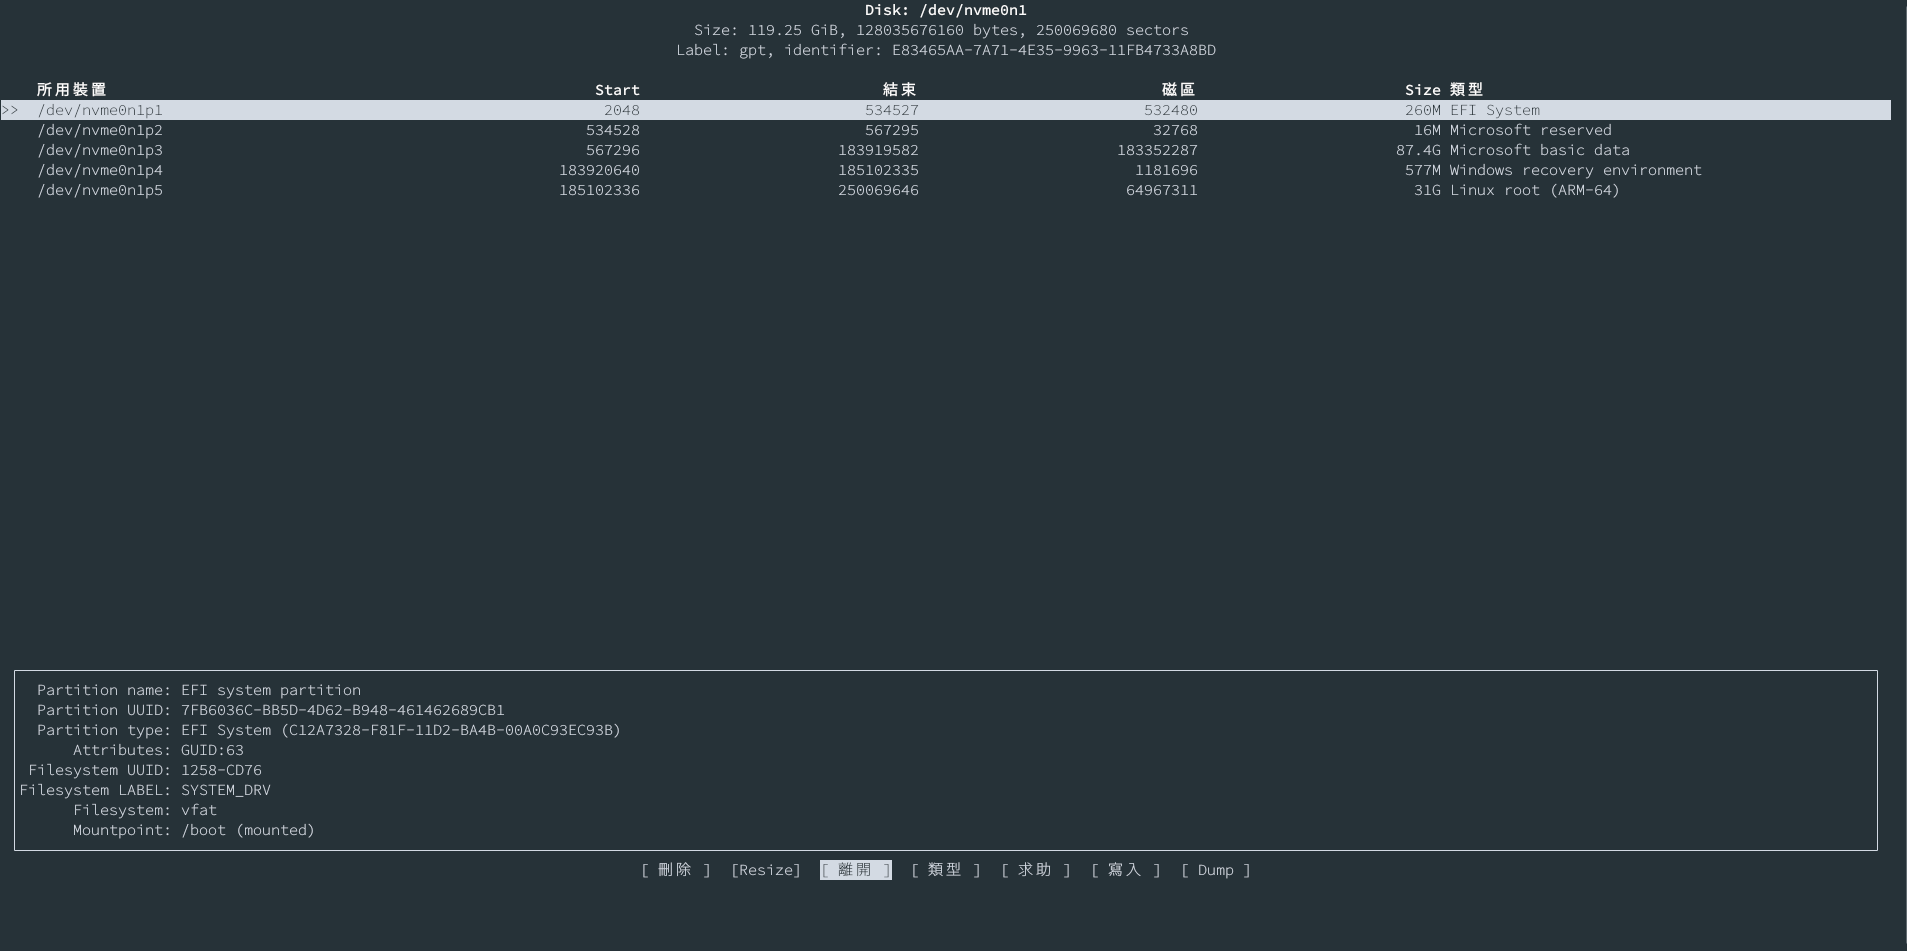 Disk: /dev/nvme0n1
Size: 119.25 GiB, 128035676160 bytes, 250069680 sectors
Label: gpt, identifier: E83465AA-7A71-4E35-9963-11FB4733A8BD
所用裝置 Start 結束 磁區 Size 類型
>> /dev/nvme0n1p1 2048 534527 532480 260M EFI System
/dev/nvme0n1p2 534528 567295 32768 16M Microsoft reserved
/dev/nvme0n1p3 567296 183919582 183352287 87.4G Microsoft basic data
/dev/nvme0n1p4 183920640 185102335 1181696 577M Windows recovery environment
/dev/nvme0n1p5 185102336 250069646 64967311 31G Linux root (ARM-64)
Partition name: EFI system partition
Partition UUID: 7FB6036C-BB5D-4D62-B948-461462689CB1
Partition type: EFI System (C12A7328-F81F-11D2-BA4B-00A0C93EC93B)
Attributes: GUID:63
Filesystem UUID: 1258-CD76
Filesystem LABEL: SYSTEM_DRV
Filesystem: vfat
Mountpoint: /boot (mounted)
[ 刪除 ] [Resize] [ 離開 ] [ 類型 ] [ 求助 ] [ 寫入 ] [ Dump ]